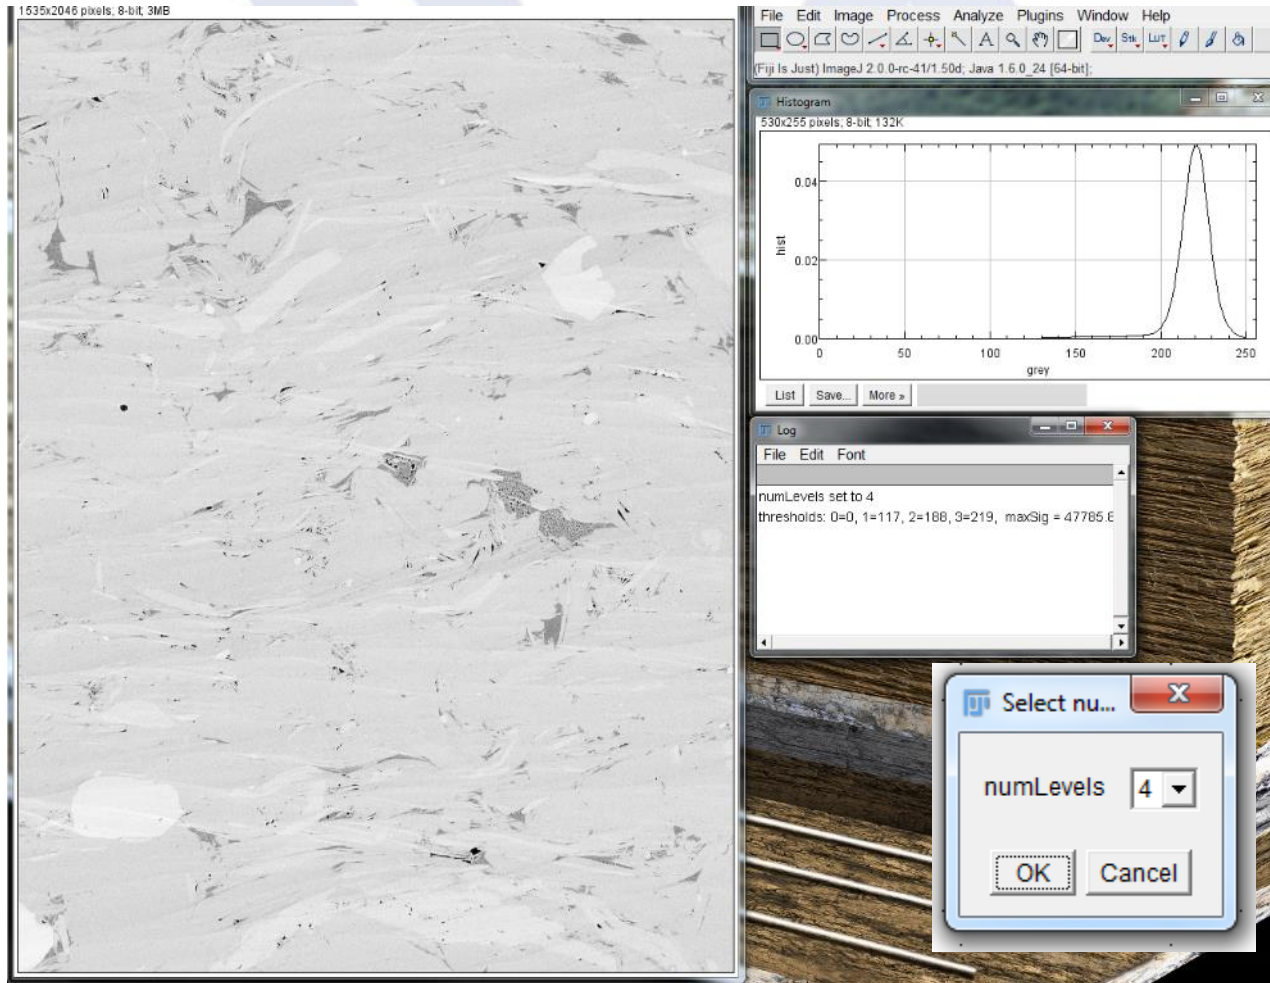 1535x2046 pixels; 8-bit; 3MB
File Edit Image Process Analyze Plugins Window Help
A Dev Stk LUT
(Fiji Is Just) ImageJ 2.0.0-rc-41/1.50d; Java 1.6.0_24 [64-bit];
Histogram
530x255 pixels; 8-bit; 132K
0.04
hist
0.02
0.00
0 50 100 150 200 250
grey
List Save... More »
Log
File Edit Font
numLevels set to 4
thresholds: 0=0, 1=117, 2=188, 3=219, maxSig = 47785.6
Select nu...
numLevels 4
OK Cancel